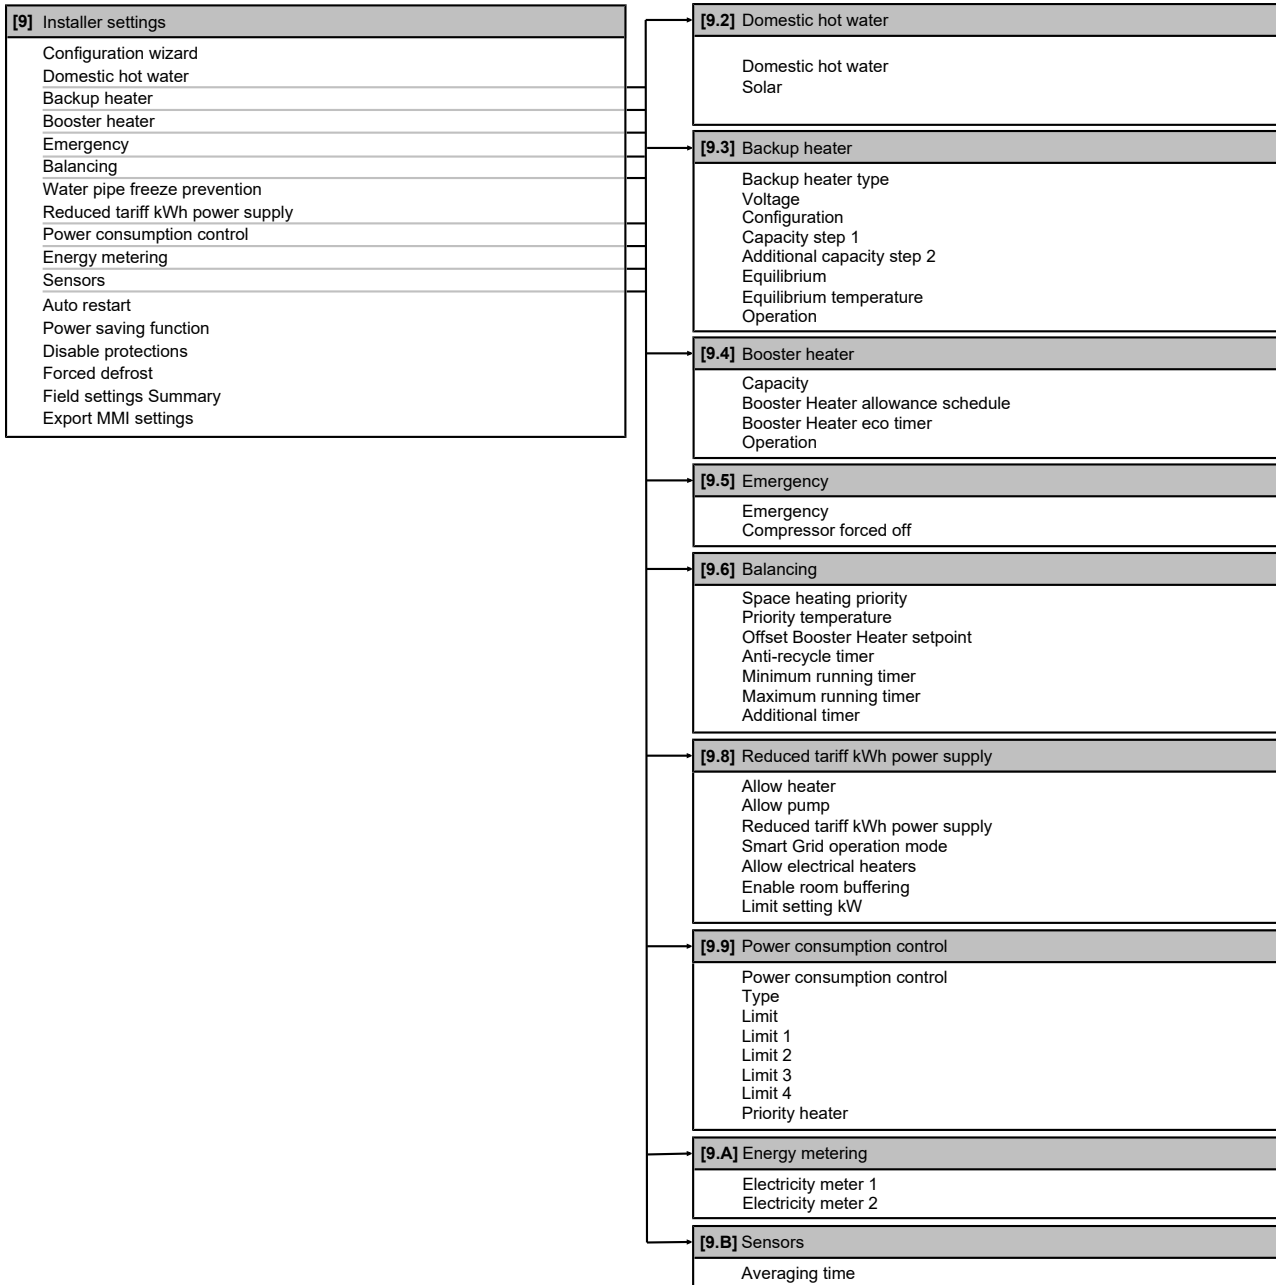 [9] Installer settings
Configuration wizard
Domestic hot water
Backup heater
Booster heater
Emergency
Balancing
Water pipe freeze prevention
Reduced tariff kWh power supply
Power consumption control
Energy metering
Sensors
Auto restart
Power saving function
Disable protections
Forced defrost
Field settings Summary
Export MMI settings
[9.2] Domestic hot water
Domestic hot water
Solar
[9.3] Backup heater
Backup heater type
Voltage
Configuration
Capacity step 1
Additional capacity step 2
Equilibrium
Equilibrium temperature
Operation
[9.4] Booster heater
Capacity
Booster Heater allowance schedule
Booster Heater eco timer
Operation
[9.5] Emergency
Emergency
Compressor forced off
[9.6] Balancing
Space heating priority
Priority temperature
Offset Booster Heater setpoint
Anti-recycle timer
Minimum running timer
Maximum running timer
Additional timer
[9.8] Reduced tariff kWh power supply
Allow heater
Allow pump
Reduced tariff kWh power supply
Smart Grid operation mode
Allow electrical heaters
Enable room buffering
Limit setting kW
[9.9] Power consumption control
Power consumption control
Type
Limit
Limit 1
Limit 2
Limit 3
Limit 4
Priority heater
[9.A] Energy metering
Electricity meter 1
Electricity meter 2
[9.B] Sensors
Averaging time